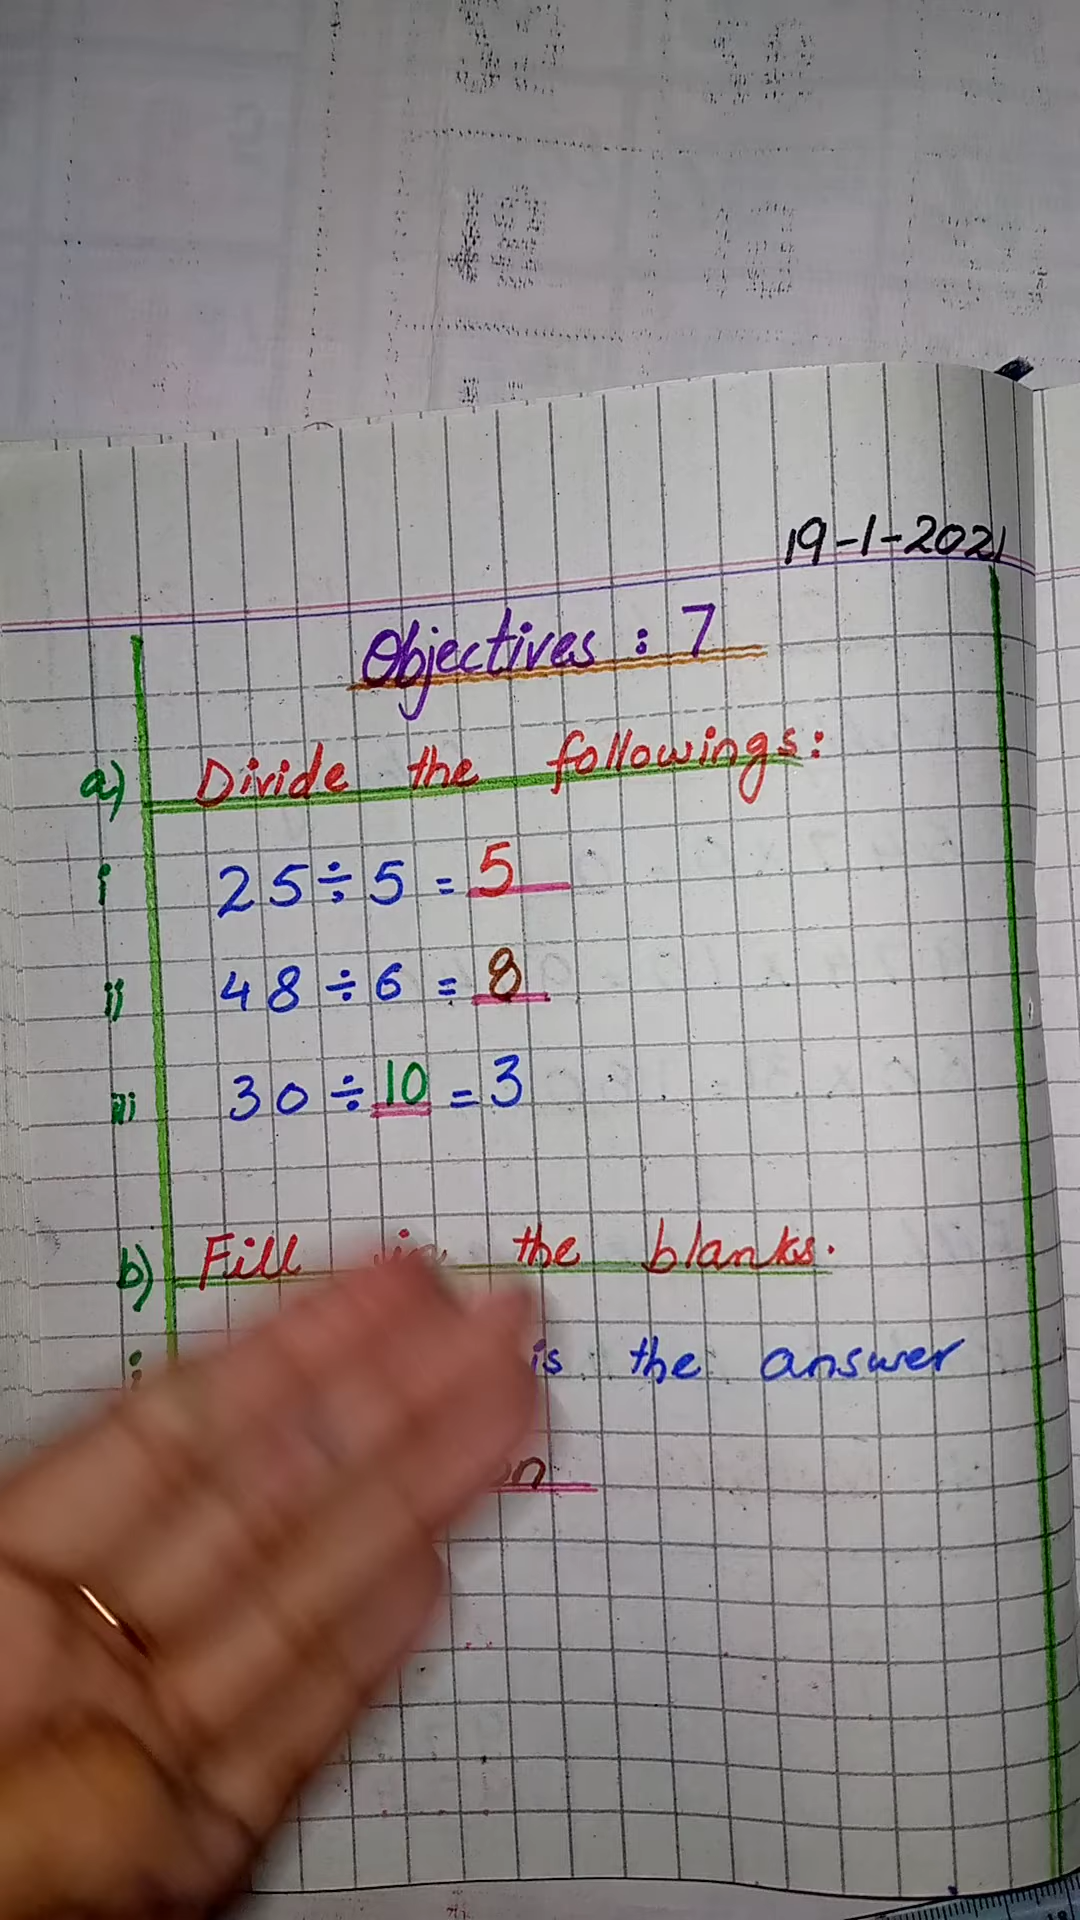 19-1-2021
Objectives : 7
a) Divide the followings:
i 25÷5 = 5
ii 48÷6 = 8
iii 30÷10 = 3
b) Fill in the blanks.
i is the answer